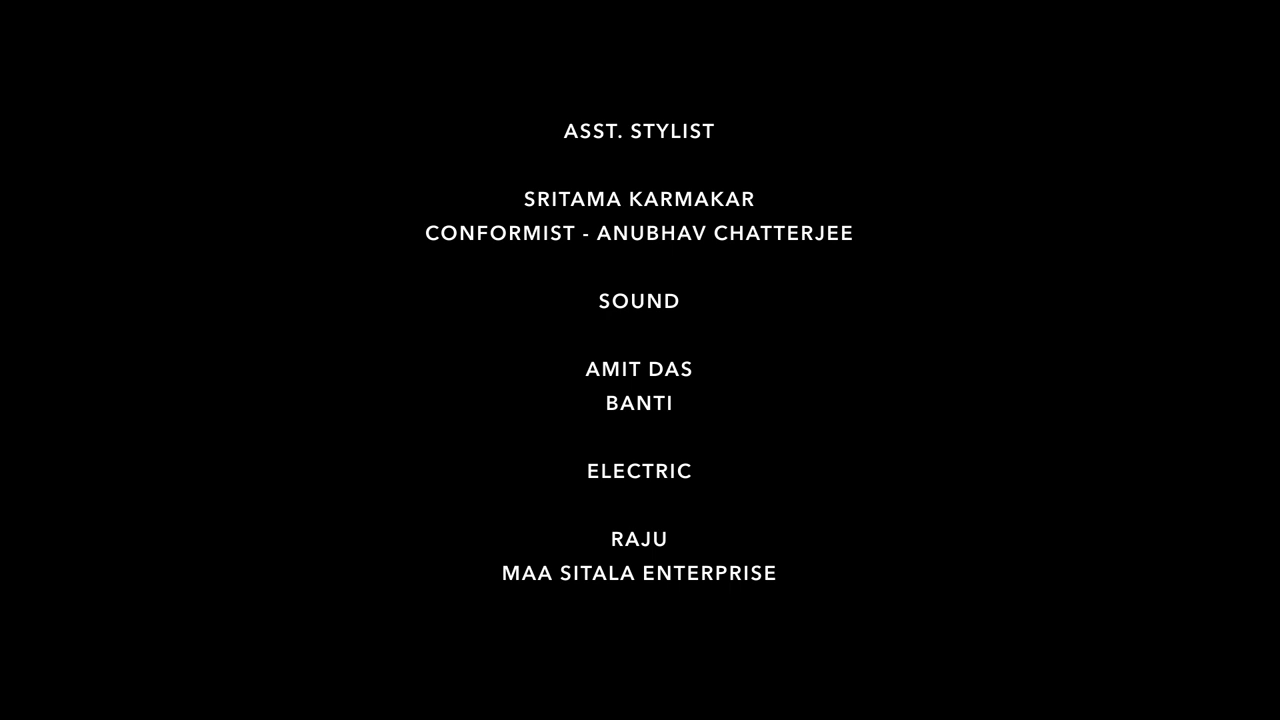 ASST. STYLIST
SRITAMA KARMAKAR
CONFORMIST - ANUBHAV CHATTERJEE
SOUND
AMIT DAS
BANTI
ELECTRIC
RAJU
MAA SITALA ENTERPRISE